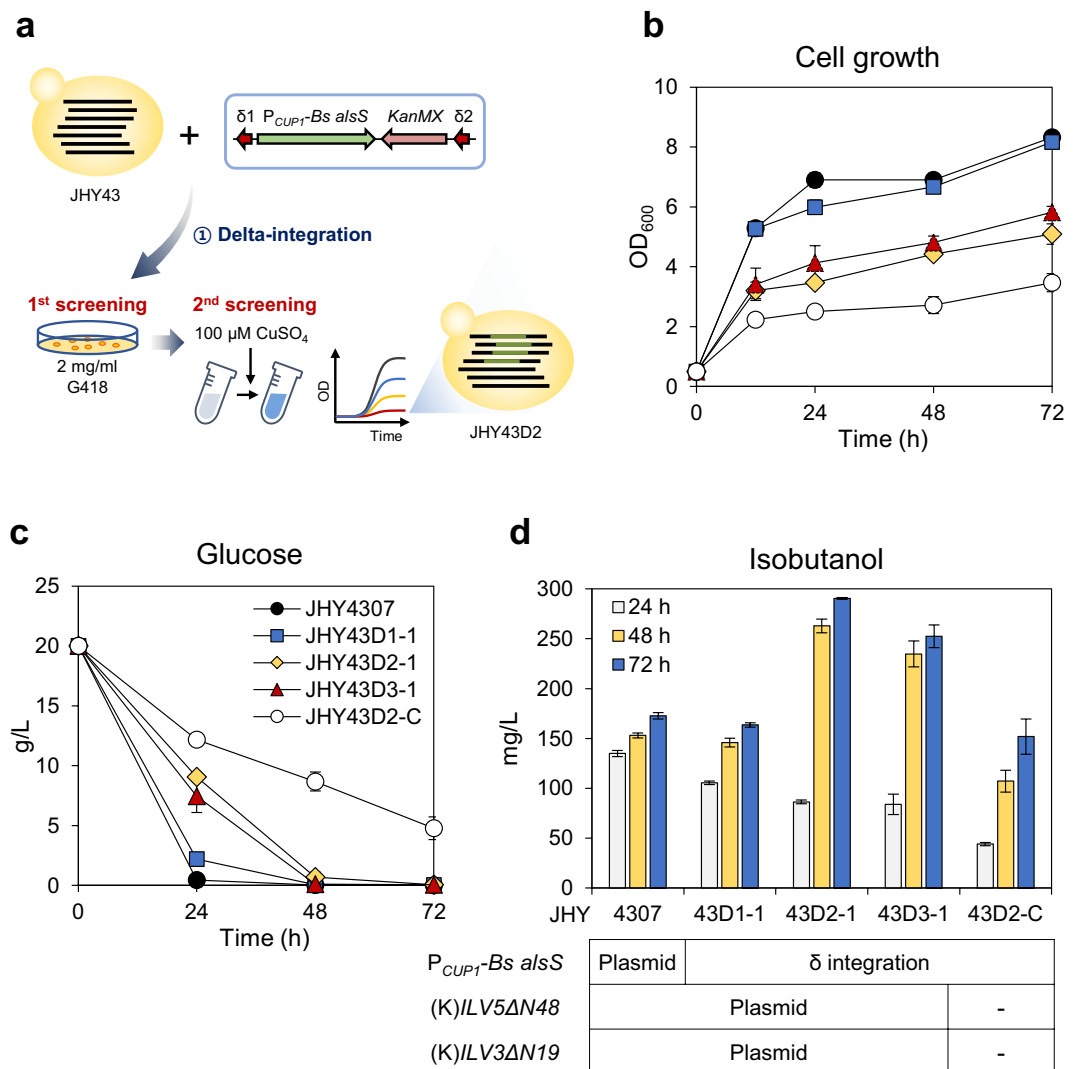 a
δ1 P_CUP1-Bs alsS KanMX δ2
+
JHY43
① Delta-integration
1st screening
2 mg/ml
G418
2nd screening
100 μM CuSO4
OD
Time
JHY43D2
b
Cell growth
OD600
10
8
6
4
2
0
0 24 48 72
Time (h)
c
Glucose
g/L
25
20
15
10
5
0
0 24 48 72
Time (h)
JHY4307
JHY43D1-1
JHY43D2-1
JHY43D3-1
JHY43D2-C
d
Isobutanol
mg/L
300
250
200
150
100
50
0
24 h
48 h
72 h
JHY 4307 43D1-1 43D2-1 43D3-1 43D2-C
PCUP1-Bs alsS Plasmid δ integration
(K)ILV5ΔN48 Plasmid -
(K)ILV3ΔN19 Plasmid -